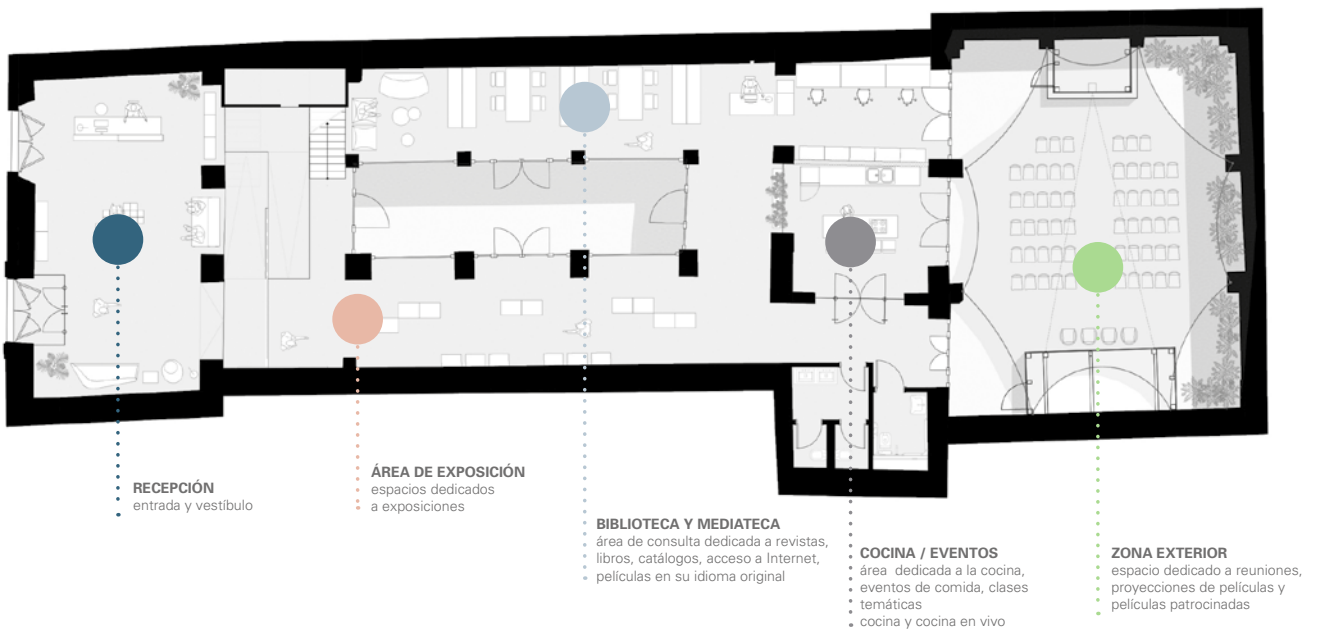 RECEPCIÓN
entrada y vestíbulo
ÁREA DE EXPOSICIÓN
espacios dedicados
a exposiciones
BIBLIOTECA Y MEDIATECA
área de consulta dedicada a revistas,
libros, catálogos, acceso a Internet,
películas en su idioma original
COCINA / EVENTOS
área dedicada a la cocina,
eventos de comida, clases
temáticas
cocina y cocina en vivo
ZONA EXTERIOR
espacio dedicado a reuniones,
proyecciones de películas y
películas patrocinadas